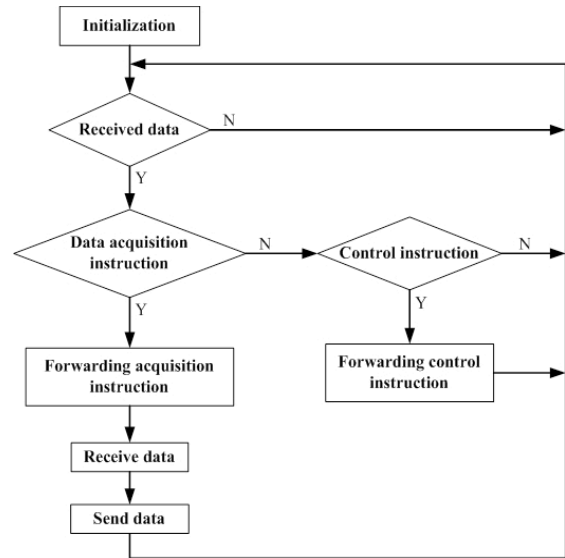 Initialization
Received data
N
Y
Data acquisition
instruction
N
Control instruction
N
Y
Y
Forwarding acquisition
instruction
Forwarding control
instruction
Receive data
Send data